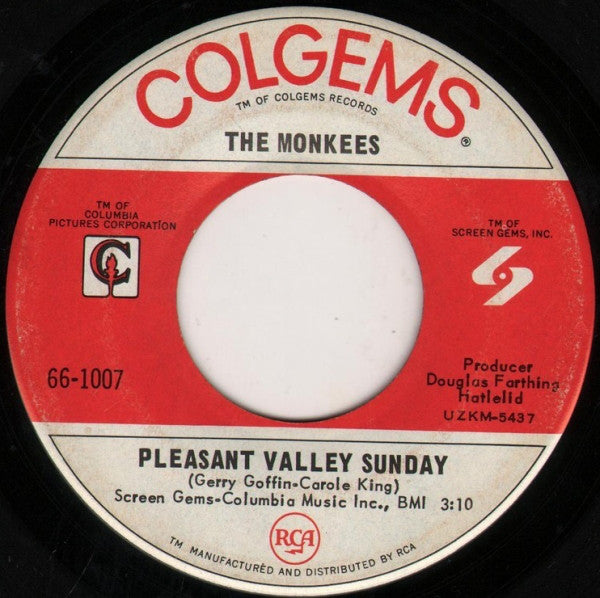 COLGEMS®
TM OF COLGEMS RECORDS
THE MONKEES
TM OF
COLUMBIA
PICTURES CORPORATION
C
TM OF
SCREEN GEMS, INC.
66-1007
Producer
Douglas Farthing
Hatlelid
UZKM-5437
PLEASANT VALLEY SUNDAY
(Gerry Goffin-Carole King)
Screen Gems-Columbia Music Inc., BMI 3:10
RCA
TM MANUFACTURED AND DISTRIBUTED BY RCA